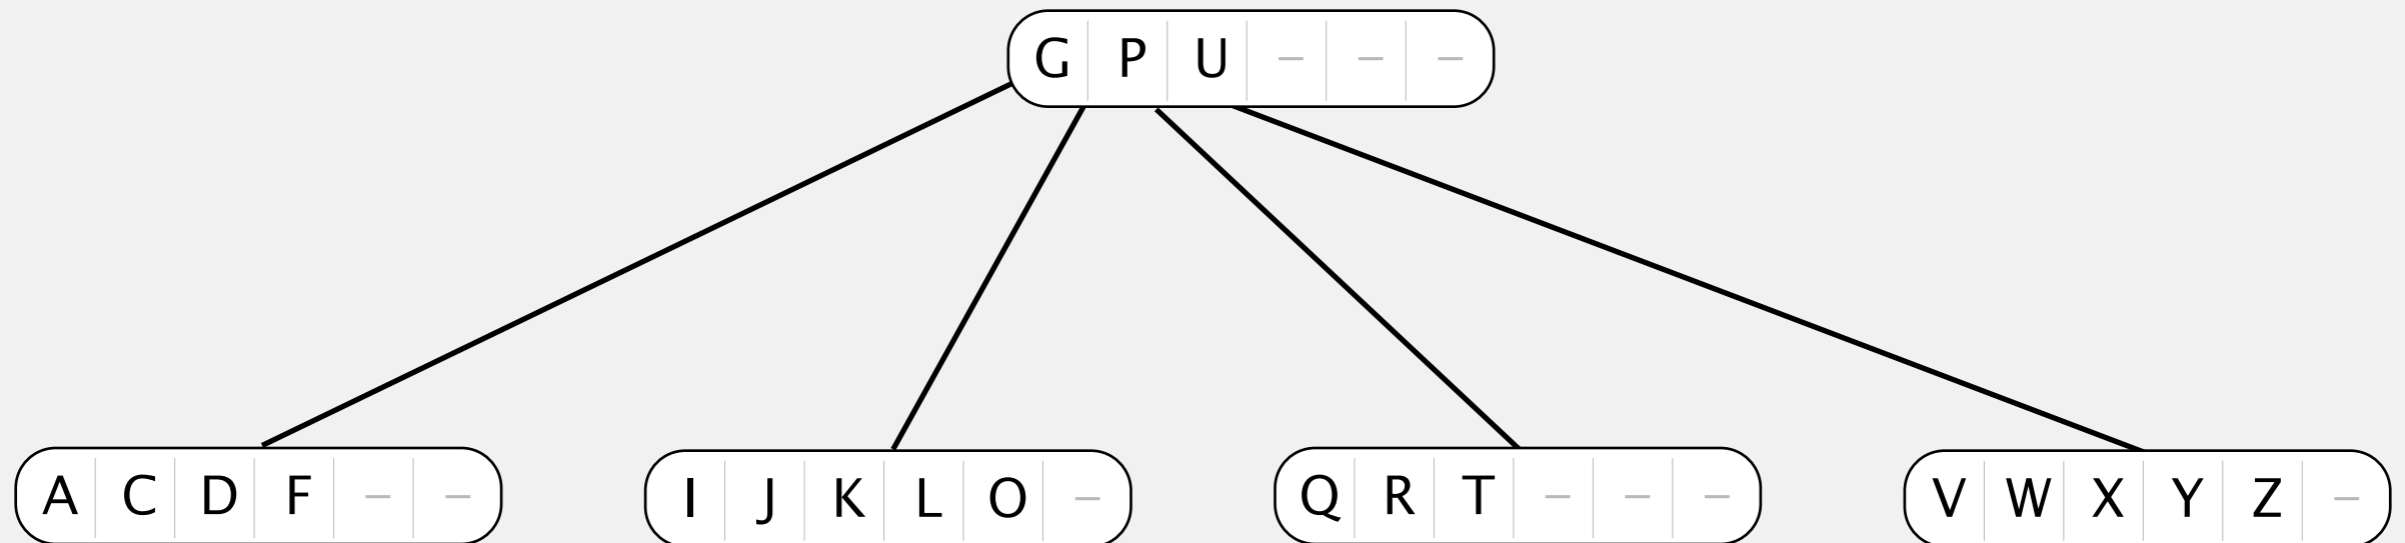 G P U – – –
A C D F – –
I J K L O –
Q R T – – –
V W X Y Z –